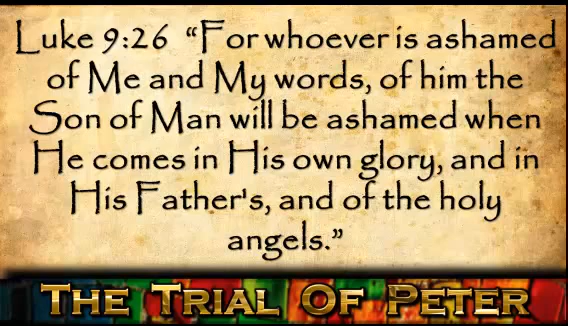 Luke 9:26 “For whoever is ashamed
of Me and My words, of him the
Son of Man will be ashamed when
He comes in His own glory, and in
His Father's, and of the holy
angels.”
The Trial Of Peter